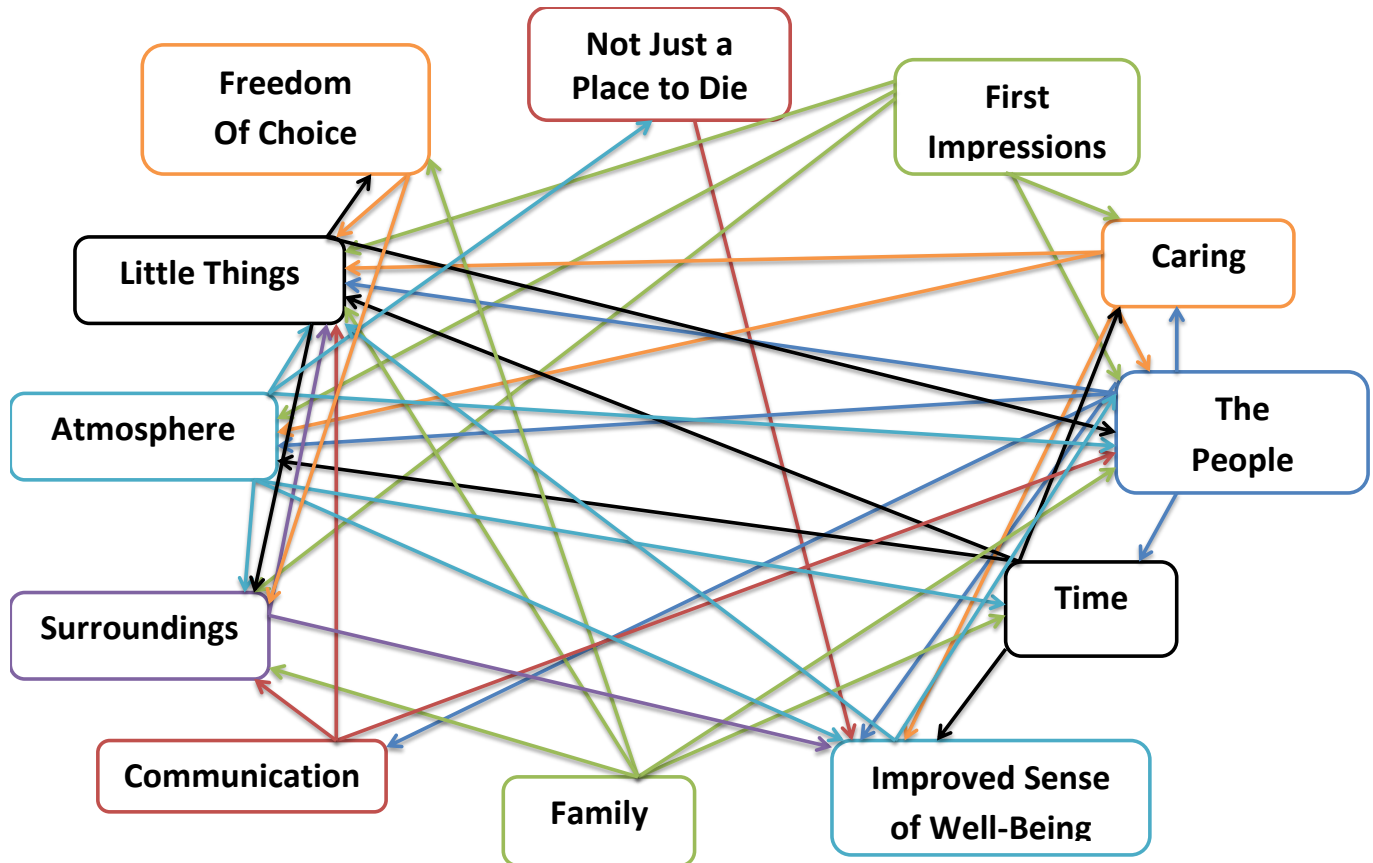 Not Just a
Place to Die
Freedom
Of Choice
First
Impressions
Caring
Little Things
The
People
Atmosphere
Time
Surroundings
Communication
Family
Improved Sense
of Well-Being